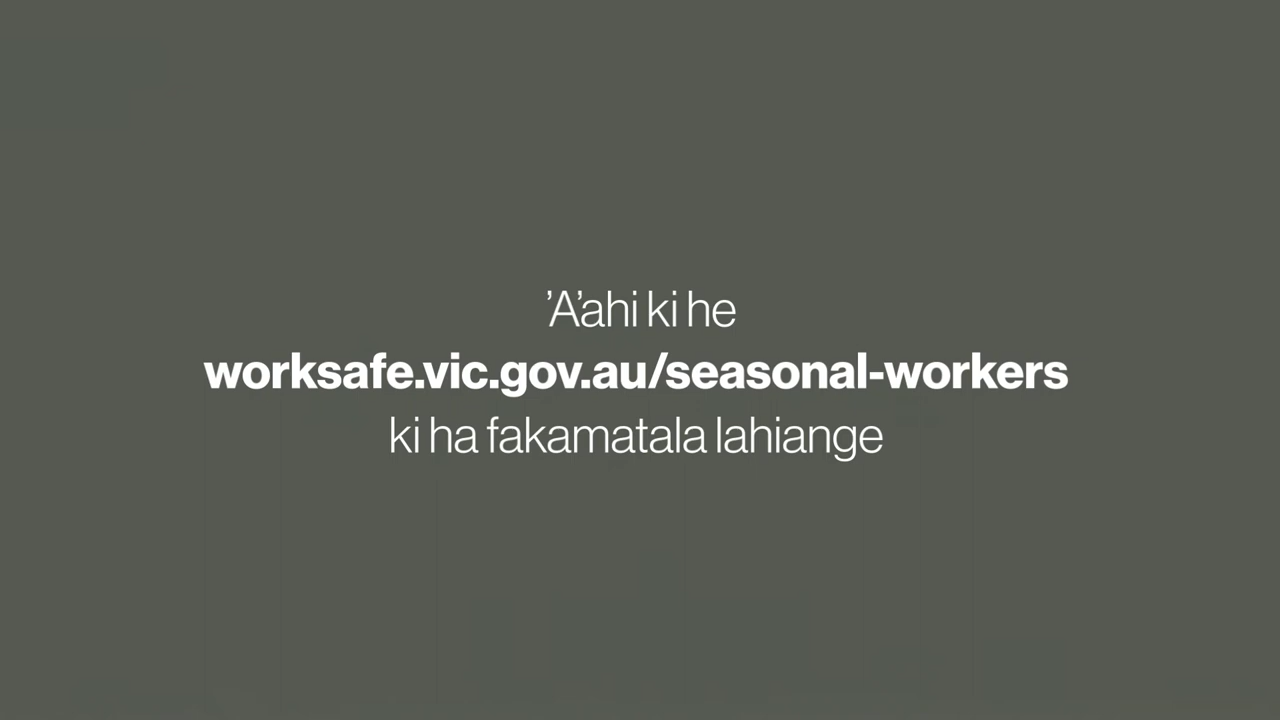 ’A’ahi ki he
worksafe.vic.gov.au/seasonal-workers
ki ha fakamatala lahiange